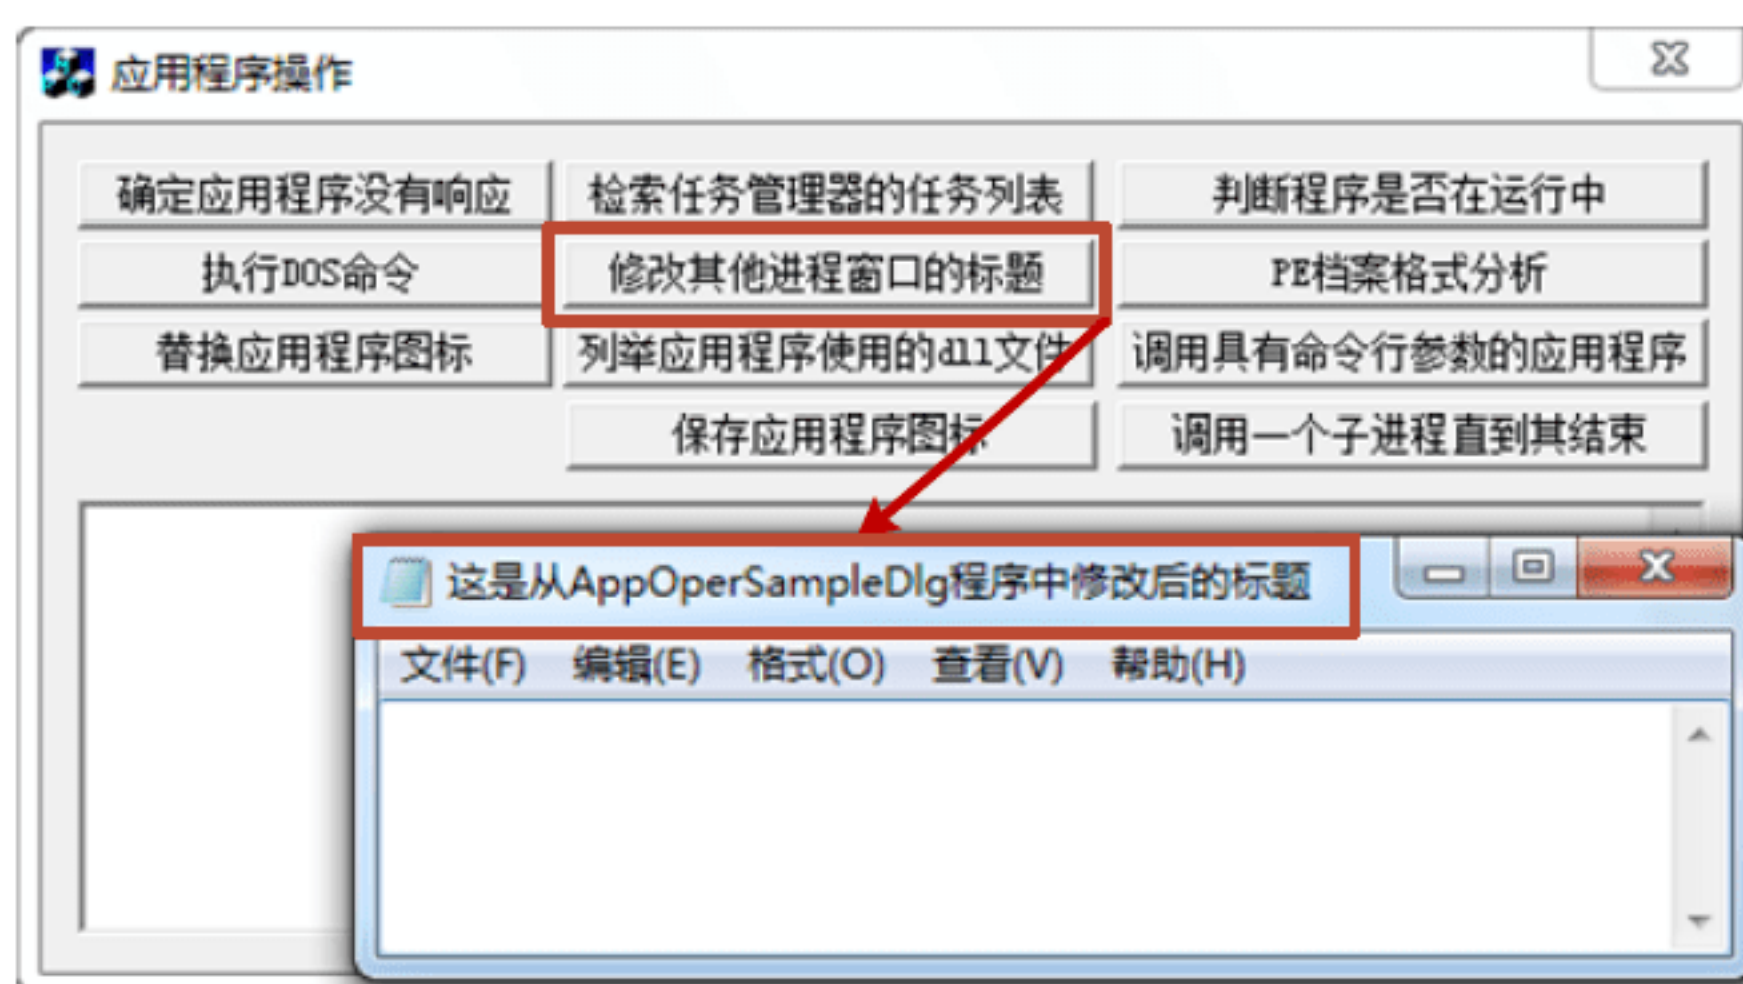 应用程序操作
确定应用程序没有响应 检索任务管理器的任务列表 判断程序是否在运行中
执行DOS命令 修改其他进程窗口的标题 PE档案格式分析
替换应用程序图标 列举应用程序使用的dll文件 调用具有命令行参数的应用程序
保存应用程序图标 调用一个子进程直到其结束
这是从AppOperSampleDlg程序中修改后的标题
文件(F) 编辑(E) 格式(O) 查看(V) 帮助(H)